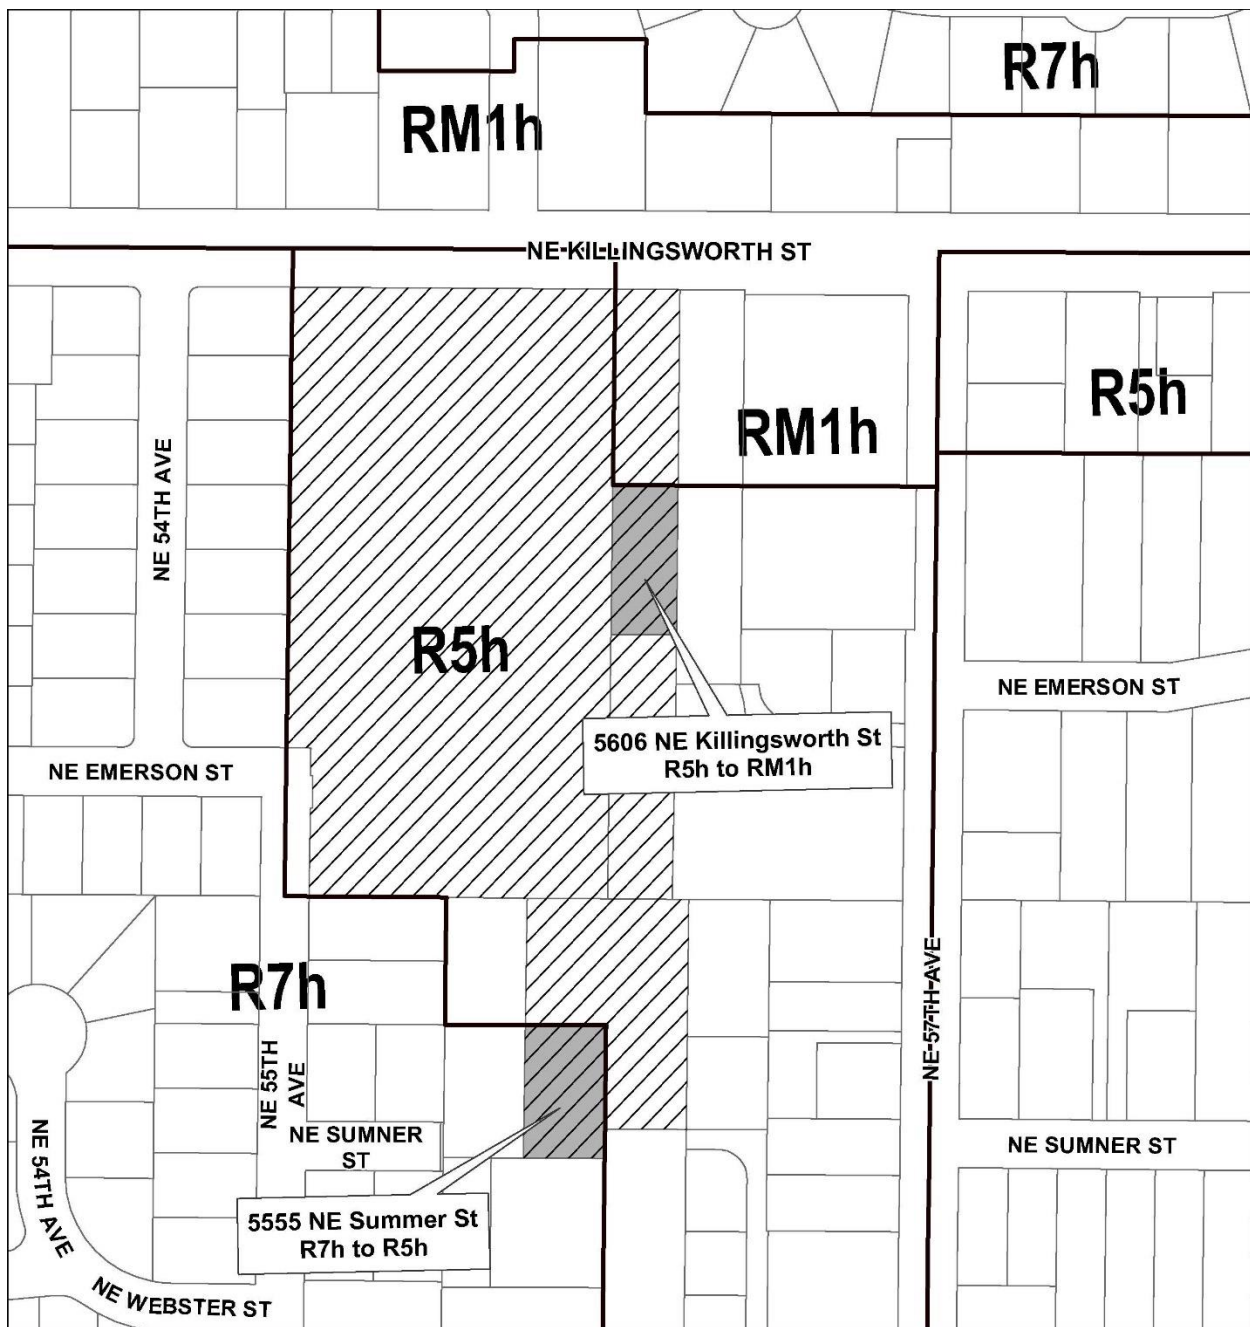 R7h
RM1h
NE KILLINGSWORTH ST
R5h
RM1h
NE 54TH AVE
R5h
NE EMERSON ST
5606 NE Killingsworth St
R5h to RM1h
NE EMERSON ST
R7h
NE 57TH AVE
NE 55TH
AVE
NE SUMNER
ST
NE SUMNER ST
NE 54TH AVE
5555 NE Summer St
R7h to R5h
NE WEBSTER ST